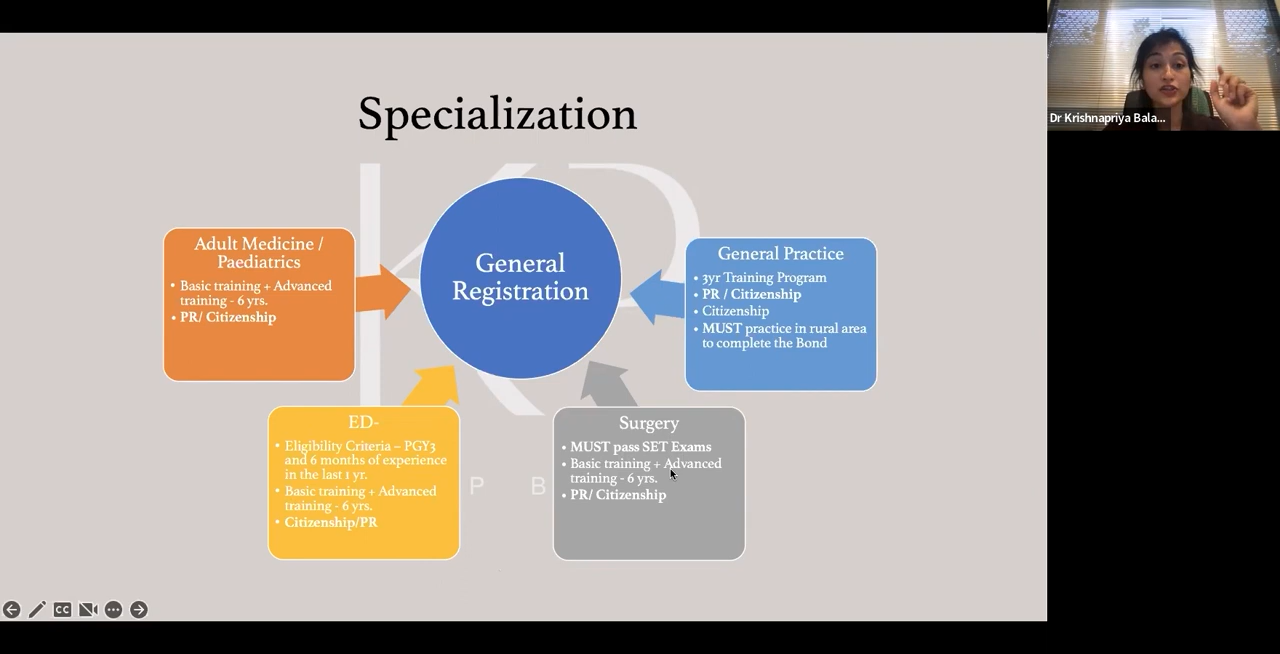 Specialization
Adult Medicine /
Paediatrics
• Basic training + Advanced
training - 6 yrs.
• PR/ Citizenship
General
Registration
General Practice
• 3yr Training Program
• PR / Citizenship
• Citizenship
• MUST practice in rural area
to complete the Bond
ED-
• Eligibility Criteria – PGY3
and 6 months of experience
in the last 1 yr.
• Basic training + Advanced
training - 6 yrs.
• Citizenship/PR
Surgery
• MUST pass SET Exams
• Basic training + Advanced
training - 6 yrs.
• PR/ Citizenship
P B
Dr Krishnapriya Bala...
CC